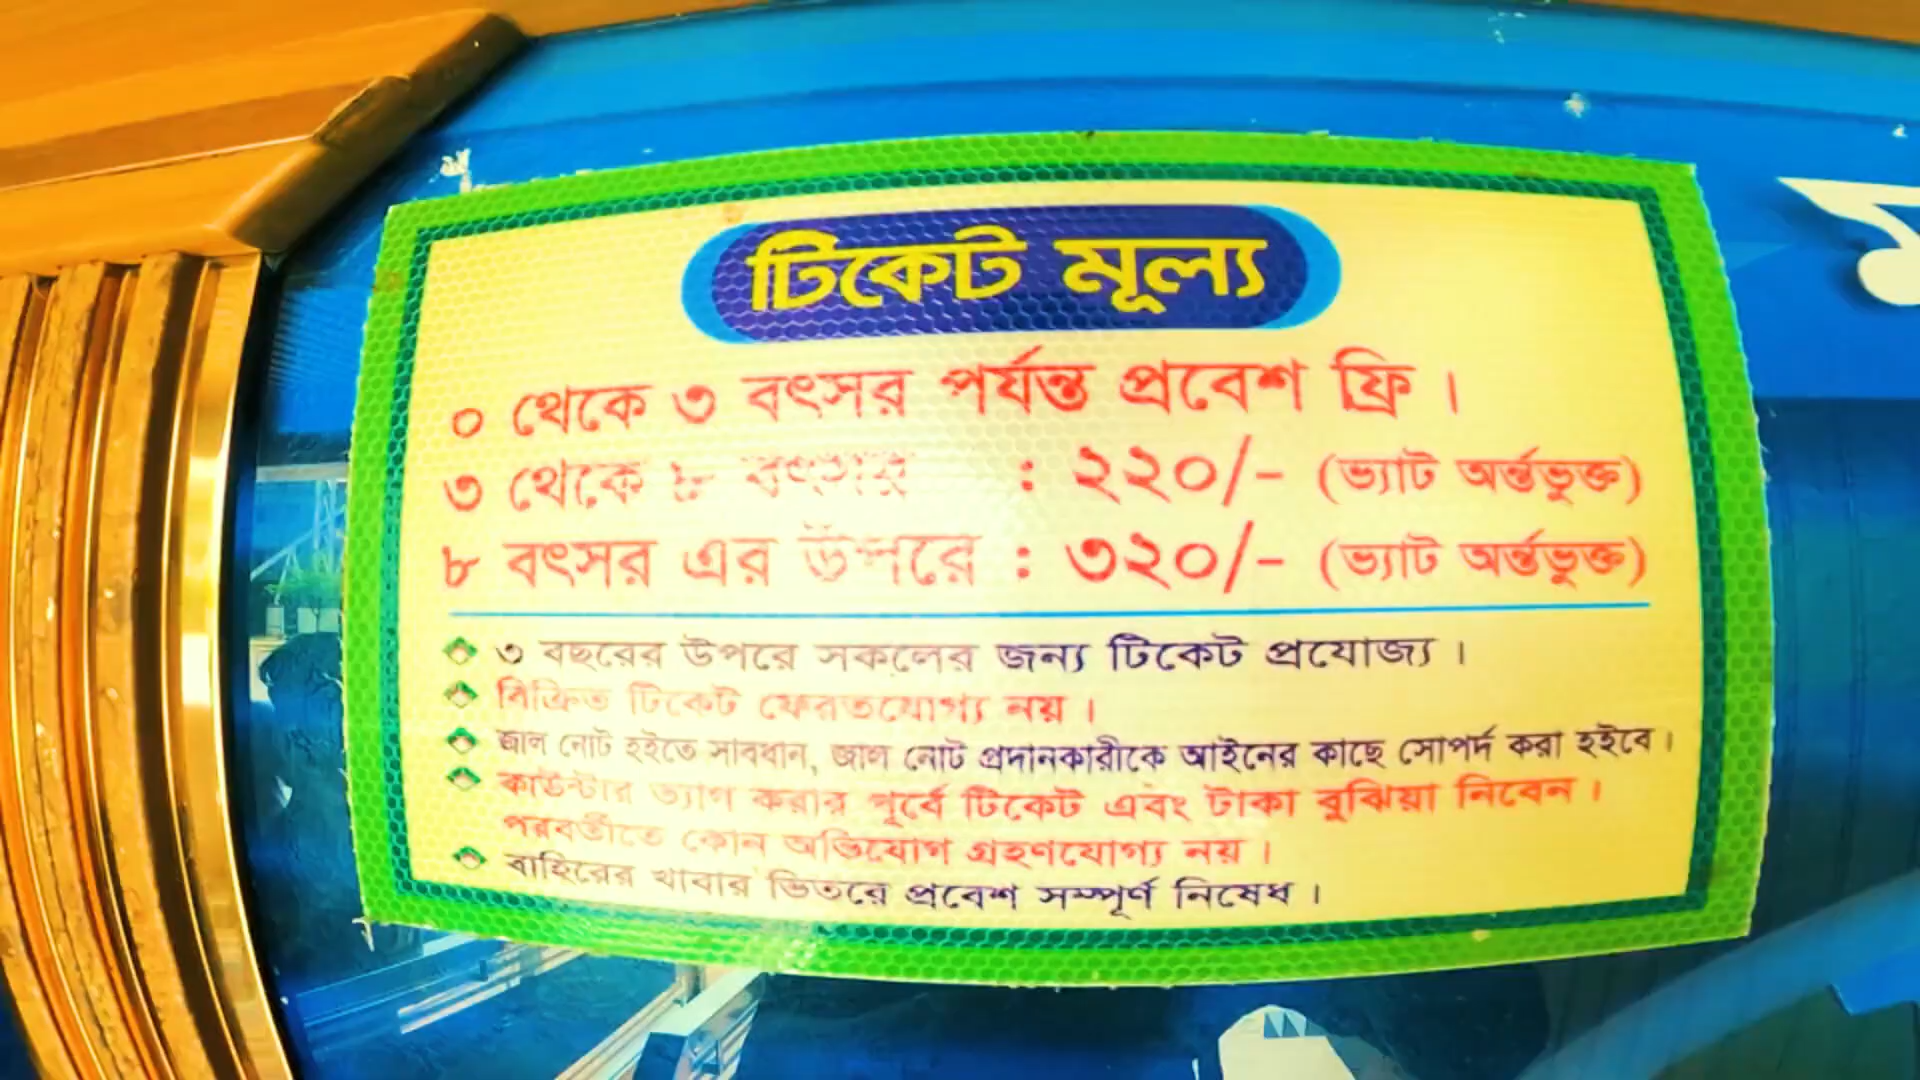 টিকেট মূল্য
০ থেকে ৩ বৎসর পর্যন্ত প্রবেশ ফ্রি ।
৩ থেকে ৮ বৎসর : ২২০/- (ভ্যাট অর্ন্তভুক্ত)
৮ বৎসর এর উপরে : ৩২০/- (ভ্যাট অর্ন্তভুক্ত)
৩ বছরের উপরে সকলের জন্য টিকেট প্রযোজ্য ।
বিক্রিত টিকেট ফেরতযোগ্য নয় ।
জাল নোট হইতে সাবধান, জাল নোট প্রদানকারীকে আইনের কাছে সোপর্দ করা হইবে ।
কাউন্টার ত্যাগ করার পূর্বে টিকেট এবং টাকা বুঝিয়া নিবেন ।
পরবর্তীতে কোন অভিযোগ গ্রহণযোগ্য নয় ।
বাহিরের খাবার ভিতরে প্রবেশ সম্পূর্ণ নিষেধ ।